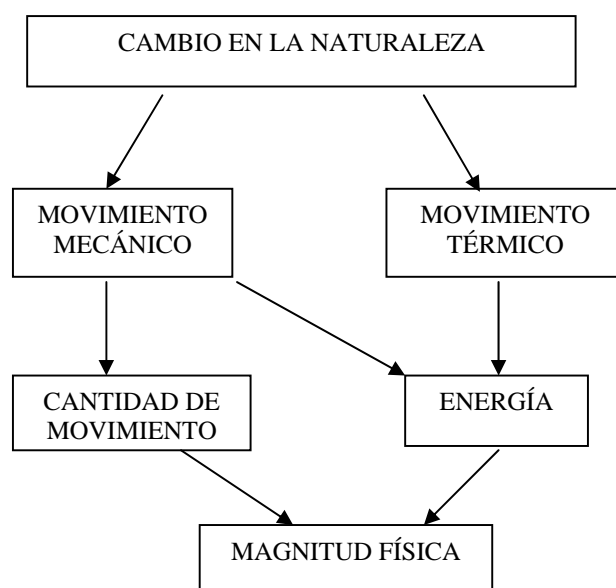 CAMBIO EN LA NATURALEZA
MOVIMIENTO
MECÁNICO
MOVIMIENTO
TÉRMICO
CANTIDAD DE
MOVIMIENTO
ENERGÍA
MAGNITUD FÍSICA